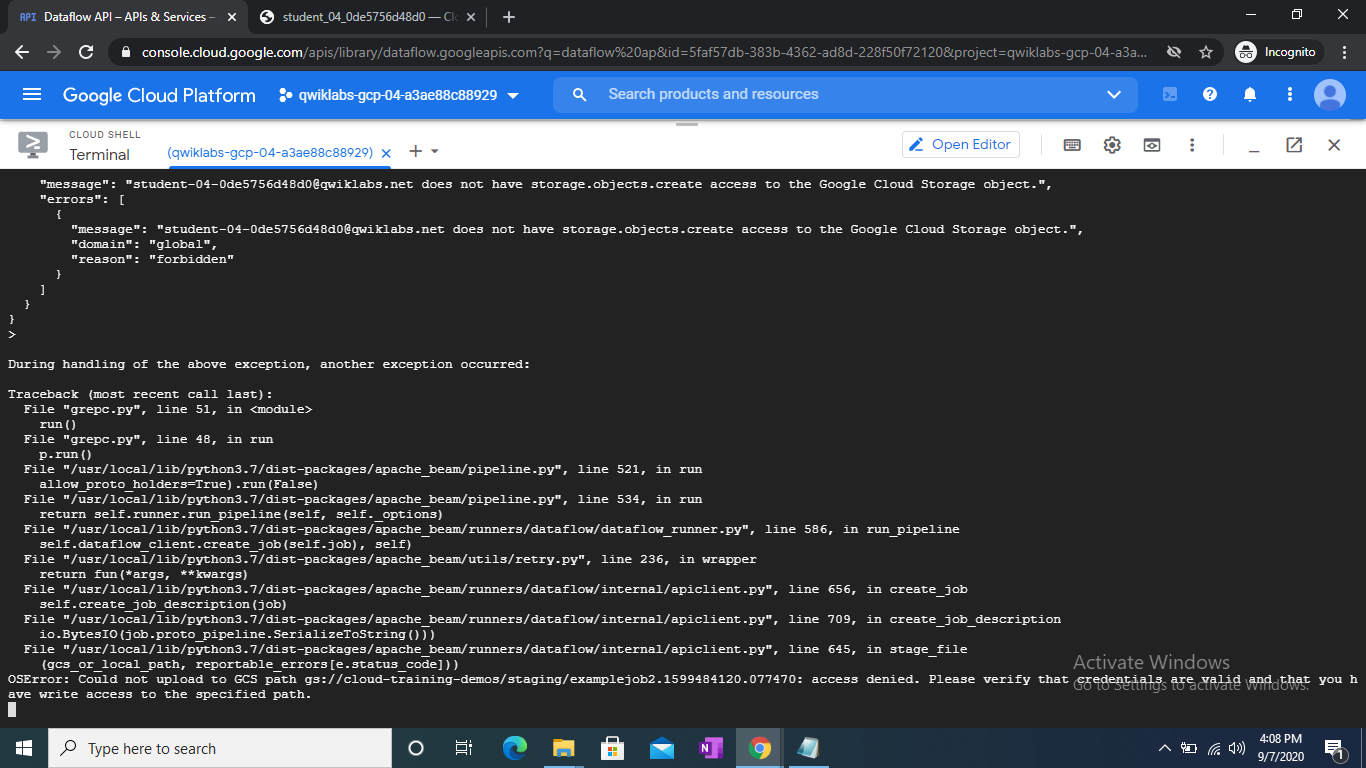 API Dataflow API – APIs & Services –
student_04_0de5756d48d0 — Clo
console.cloud.google.com/apis/library/dataflow.googleapis.com?q=dataflow%20ap&id=5faf57db-383b-4362-ad8d-228f50f72120&project=qwiklabs-gcp-04-a3a...
Incognito
Google Cloud Platform
qwiklabs-gcp-04-a3ae88c88929
Search products and resources
CLOUD SHELL
Terminal
(qwiklabs-gcp-04-a3ae88c88929)
Open Editor
"message": "student-04-0de5756d48d0@qwiklabs.net does not have storage.objects.create access to the Google Cloud Storage object.",
"errors": [
{
"message": "student-04-0de5756d48d0@qwiklabs.net does not have storage.objects.create access to the Google Cloud Storage object.",
"domain": "global",
"reason": "forbidden"
}
]
}
}
>
During handling of the above exception, another exception occurred:
Traceback (most recent call last):
File "grepc.py", line 51, in <module>
run()
File "grepc.py", line 48, in run
p.run()
File "/usr/local/lib/python3.7/dist-packages/apache_beam/pipeline.py", line 521, in run
allow_proto_holders=True).run(False)
File "/usr/local/lib/python3.7/dist-packages/apache_beam/pipeline.py", line 534, in run
return self.runner.run_pipeline(self, self._options)
File "/usr/local/lib/python3.7/dist-packages/apache_beam/runners/dataflow/dataflow_runner.py", line 586, in run_pipeline
self.dataflow_client.create_job(self.job), self)
File "/usr/local/lib/python3.7/dist-packages/apache_beam/utils/retry.py", line 236, in wrapper
return fun(*args, **kwargs)
File "/usr/local/lib/python3.7/dist-packages/apache_beam/runners/dataflow/internal/apiclient.py", line 656, in create_job
self.create_job_description(job)
File "/usr/local/lib/python3.7/dist-packages/apache_beam/runners/dataflow/internal/apiclient.py", line 709, in create_job_description
io.BytesIO(job.proto_pipeline.SerializeToString()))
File "/usr/local/lib/python3.7/dist-packages/apache_beam/runners/dataflow/internal/apiclient.py", line 645, in stage_file
(gcs_or_local_path, reportable_errors[e.status_code]))
OSError: Could not upload to GCS path gs://cloud-training-demos/staging/examplejob2.1599484120.077470: access denied. Please verify that credentials are valid and that you h
ave write access to the specified path.
Activate Windows
Go to Settings to activate Windows.
Type here to search
4:08 PM
9/7/2020
1